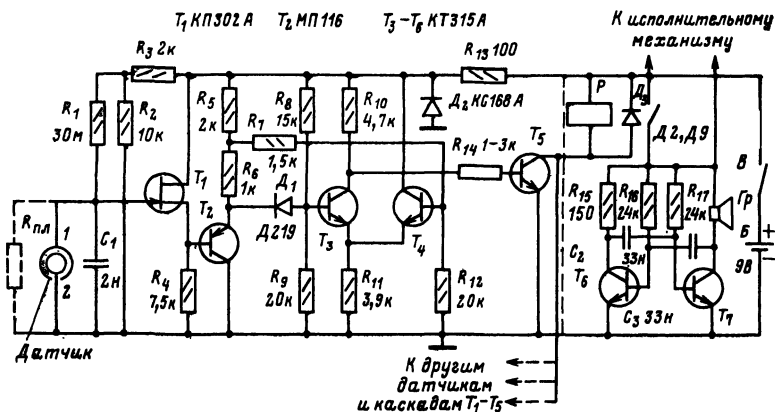 T₁ КП302А T₂ МП116 T₃-T₆ КТ315А
К исполнительному
механизму
R₃ 2к
R₁₃ 100
R₁
30м
R₂
10к
R₅
2к
R₇
1,5к
R₈
15к
R₁₀
4,7к
Д₂ КС168А
P
Д₃
Д2, Д9
R₁₄ 1-3к
T₅
R₆
1к
T₁
T₂
Д₁
Д219
T₃
T₄
R₁₅
150
R₁₆
24к
R₁₇
24к
Гр
В
Б
+
−
9В
Rпл
1
2
C₁
2н
R₄
7,5к
R₉
20к
R₁₁
3,9к
R₁₂
20к
C₂
33н
T₆
C₃ 33н
T₇
Датчик
К другим
датчикам
и каскадам T₁-T₅